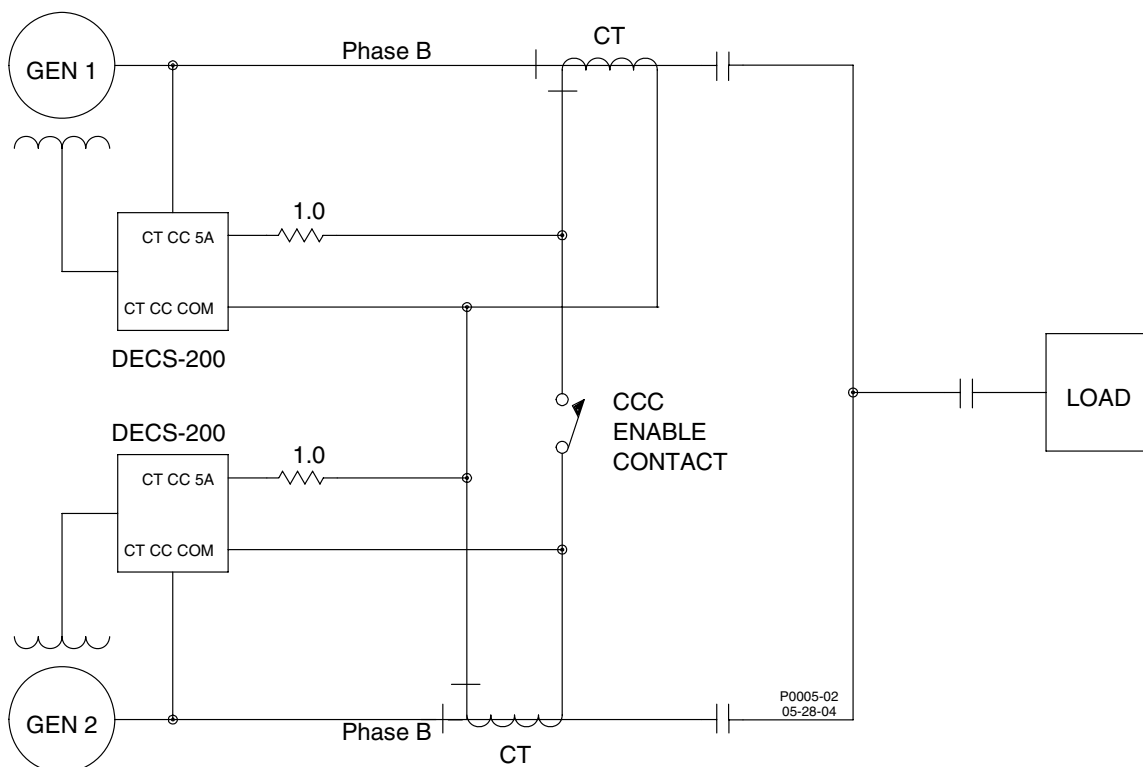 CT
Phase B
GEN 1
1.0
CT CC 5A
CT CC COM
DECS-200
CCC
ENABLE
CONTACT
LOAD
DECS-200
1.0
CT CC 5A
CT CC COM
P0005-02
05-28-04
GEN 2
Phase B
CT